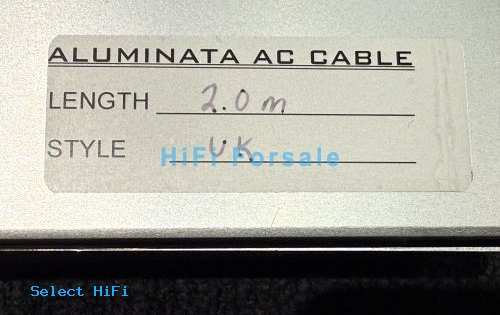 ALUMINATA AC CABLE
LENGTH 2.0m
STYLE UK
HiFi Forsale
Select HiFi